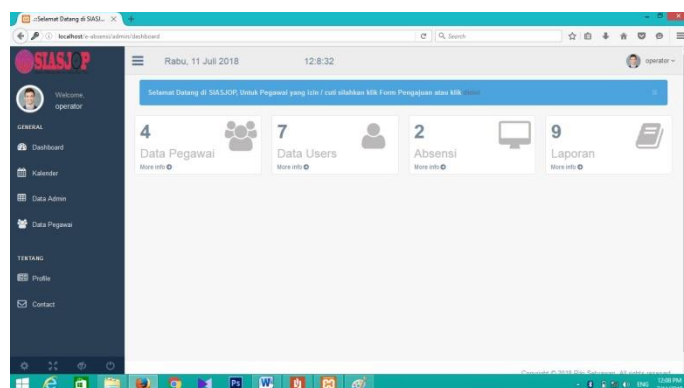 .::Selamat Datang di SIASJ...
localhost/e-absensi/admin/dashboard
Search
SIASJOP
Rabu, 11 Juli 2018
12:8:32
operator
Welcome,
operator
Selamat Datang di SIASJOP, Untuk Pegawai yang izin / cuti silahkan klik Form Pengajuan atau klik
GENERAL
Dashboard
Kalender
Data Admin
Data Pegawai
TENTANG
Profile
Contact
4
Data Pegawai
More info
7
Data Users
More info
2
Absensi
More info
9
Laporan
More info
Copyright © 2018 Setiawan. All rights reserved
ENG
12:08 PM